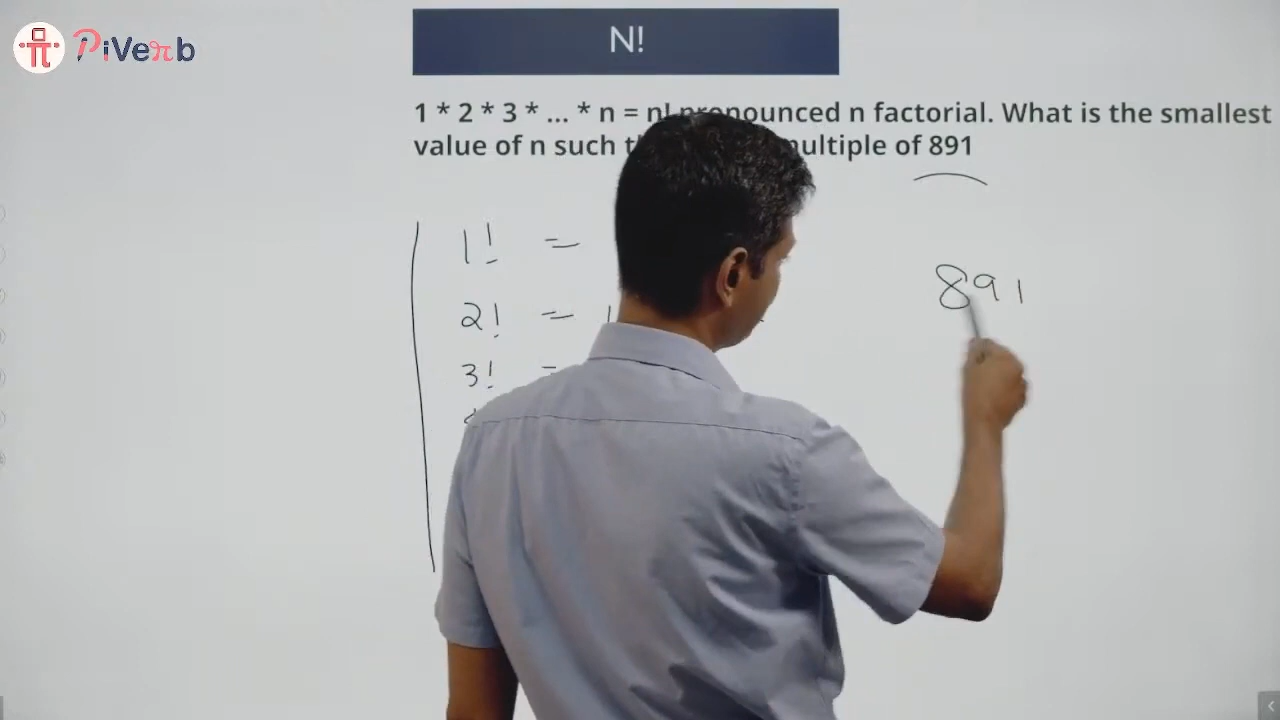 PiVerb
N!
1 * 2 * 3 * ... * n = n! pronounced n factorial. What is the smallest
value of n such multiple of 891
1! =
2! = 1
3! =
891